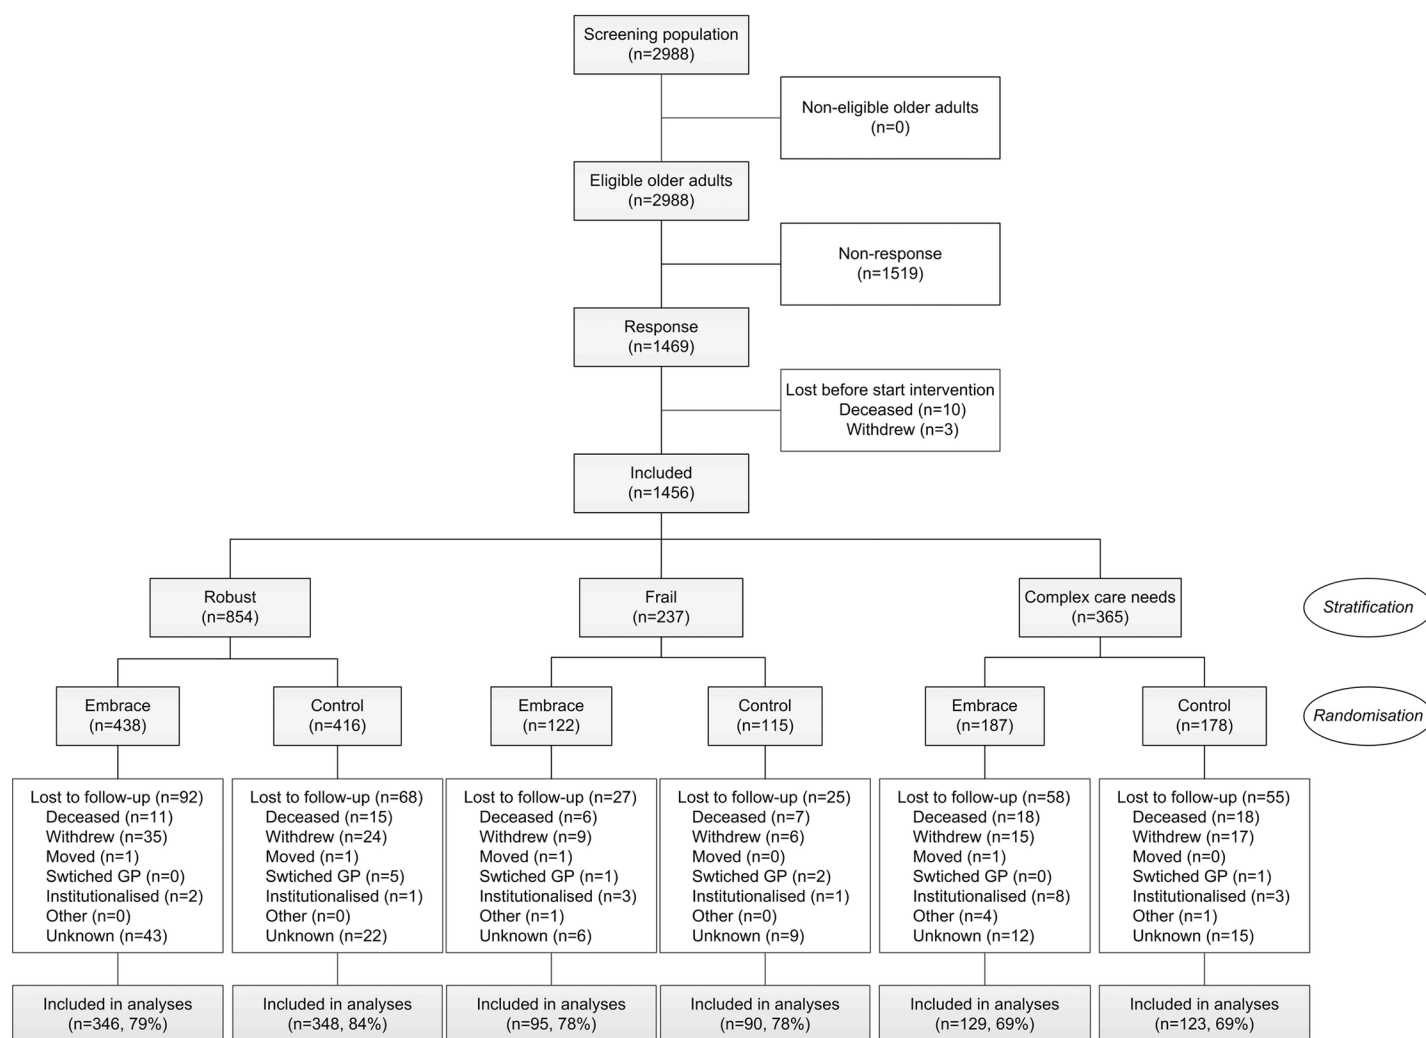 Screening population
(n=2988)
Non-eligible older adults
(n=0)
Eligible older adults
(n=2988)
Non-response
(n=1519)
Response
(n=1469)
Lost before start intervention
Deceased (n=10)
Withdrew (n=3)
Included
(n=1456)
Robust
(n=854)
Frail
(n=237)
Complex care needs
(n=365)
Stratification
Embrace
(n=438)
Control
(n=416)
Embrace
(n=122)
Control
(n=115)
Embrace
(n=187)
Control
(n=178)
Randomisation
Lost to follow-up (n=92)
Deceased (n=11)
Withdrew (n=35)
Moved (n=1)
Swtiched GP (n=0)
Institutionalised (n=2)
Other (n=0)
Unknown (n=43)
Lost to follow-up (n=68)
Deceased (n=15)
Withdrew (n=24)
Moved (n=1)
Swtiched GP (n=5)
Institutionalised (n=1)
Other (n=0)
Unknown (n=22)
Lost to follow-up (n=27)
Deceased (n=6)
Withdrew (n=9)
Moved (n=1)
Swtiched GP (n=1)
Institutionalised (n=3)
Other (n=1)
Unknown (n=6)
Lost to follow-up (n=25)
Deceased (n=7)
Withdrew (n=6)
Moved (n=0)
Swtiched GP (n=2)
Institutionalised (n=1)
Other (n=0)
Unknown (n=9)
Lost to follow-up (n=58)
Deceased (n=18)
Withdrew (n=15)
Moved (n=1)
Swtiched GP (n=0)
Institutionalised (n=8)
Other (n=4)
Unknown (n=12)
Lost to follow-up (n=55)
Deceased (n=18)
Withdrew (n=17)
Moved (n=0)
Swtiched GP (n=1)
Institutionalised (n=3)
Other (n=1)
Unknown (n=15)
Included in analyses
(n=346, 79%)
Included in analyses
(n=348, 84%)
Included in analyses
(n=95, 78%)
Included in analyses
(n=90, 78%)
Included in analyses
(n=129, 69%)
Included in analyses
(n=123, 69%)